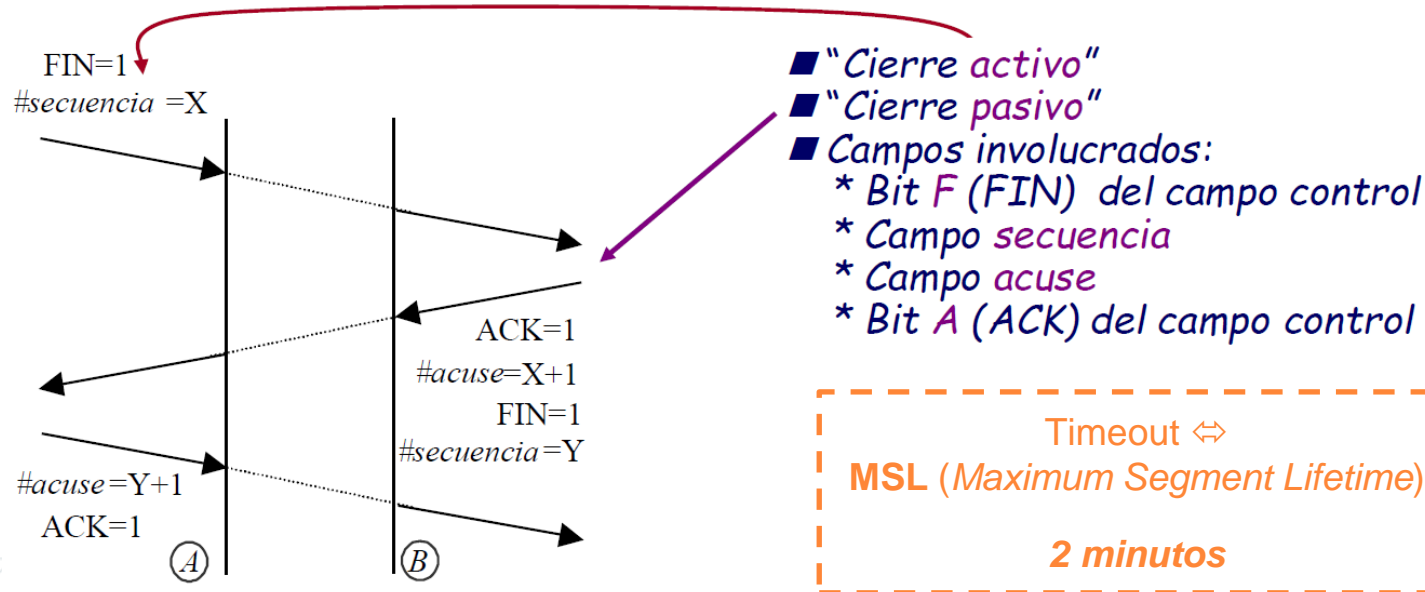 FIN=1
#secuencia =X
ACK=1
#acuse=X+1
FIN=1
#secuencia=Y
#acuse=Y+1
ACK=1
A
B
■ "Cierre activo"
■ "Cierre pasivo"
■ Campos involucrados:
* Bit F (FIN) del campo control
* Campo secuencia
* Campo acuse
* Bit A (ACK) del campo control
Timeout ⇔
MSL (Maximum Segment Lifetime)
2 minutos